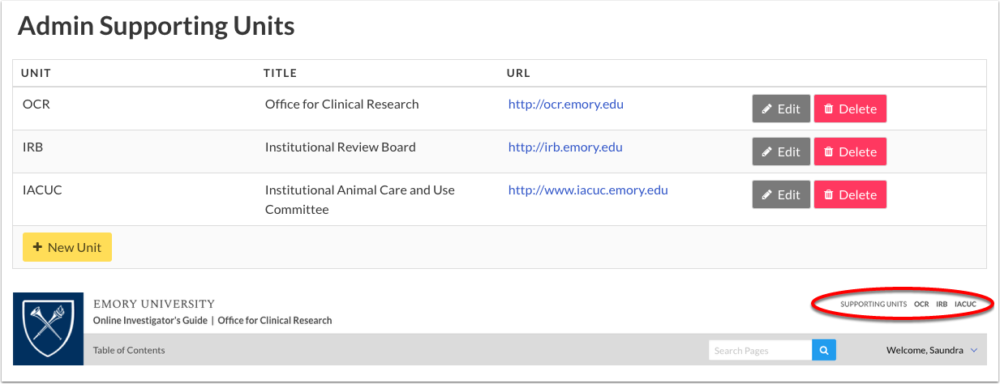 Admin Supporting Units
UNIT TITLE URL
OCR Office for Clinical Research http://ocr.emory.edu Edit Delete
IRB Institutional Review Board http://irb.emory.edu Edit Delete
IACUC Institutional Animal Care and Use http://www.iacuc.emory.edu Edit Delete
Committee
+ New Unit
EMORY UNIVERSITY SUPPORTING UNITS OCR IRB IACUC
Online Investigator's Guide | Office for Clinical Research
Table of Contents Search Pages Welcome, Saundra